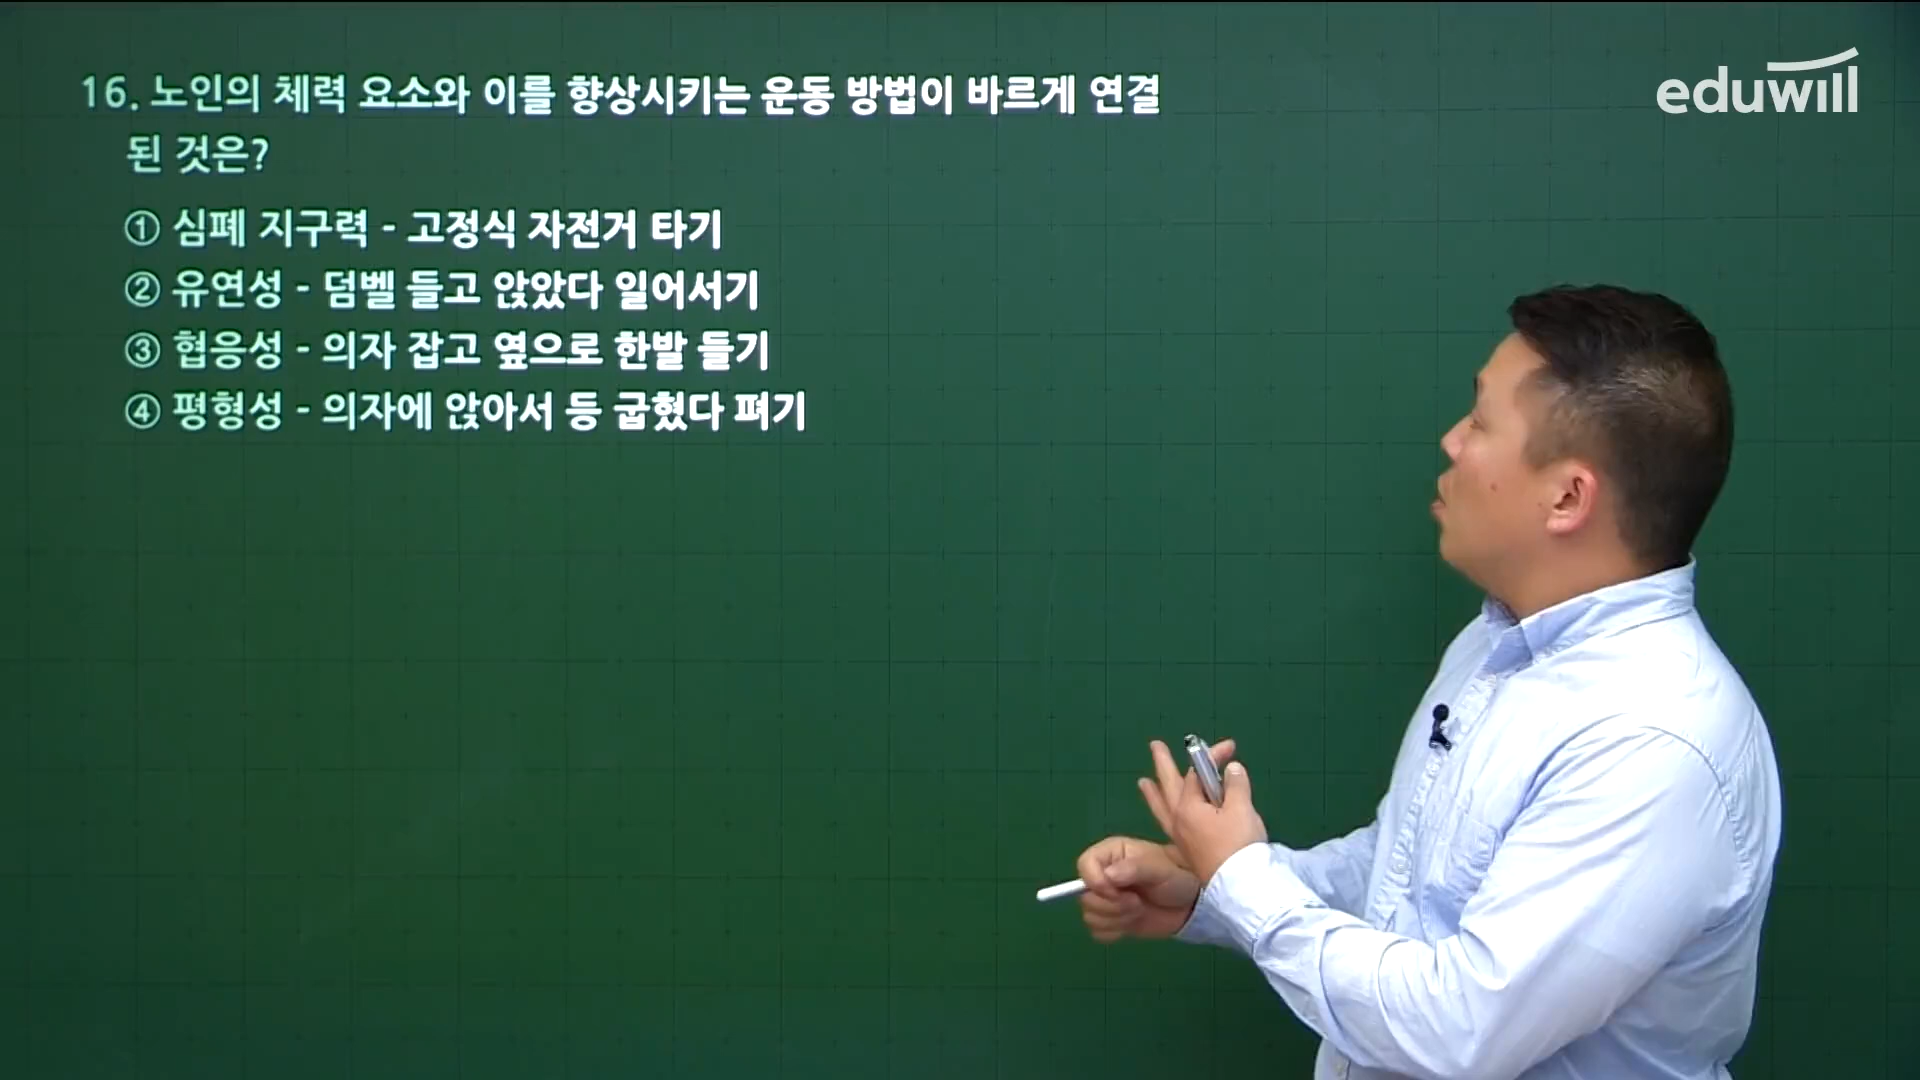 16. 노인의 체력 요소와 이를 향상시키는 운동 방법이 바르게 연결
된 것은?
① 심폐 지구력 - 고정식 자전거 타기
② 유연성 - 덤벨 들고 앉았다 일어서기
③ 협응성 - 의자 잡고 옆으로 한발 들기
④ 평형성 - 의자에 앉아서 등 굽혔다 펴기
eduwill